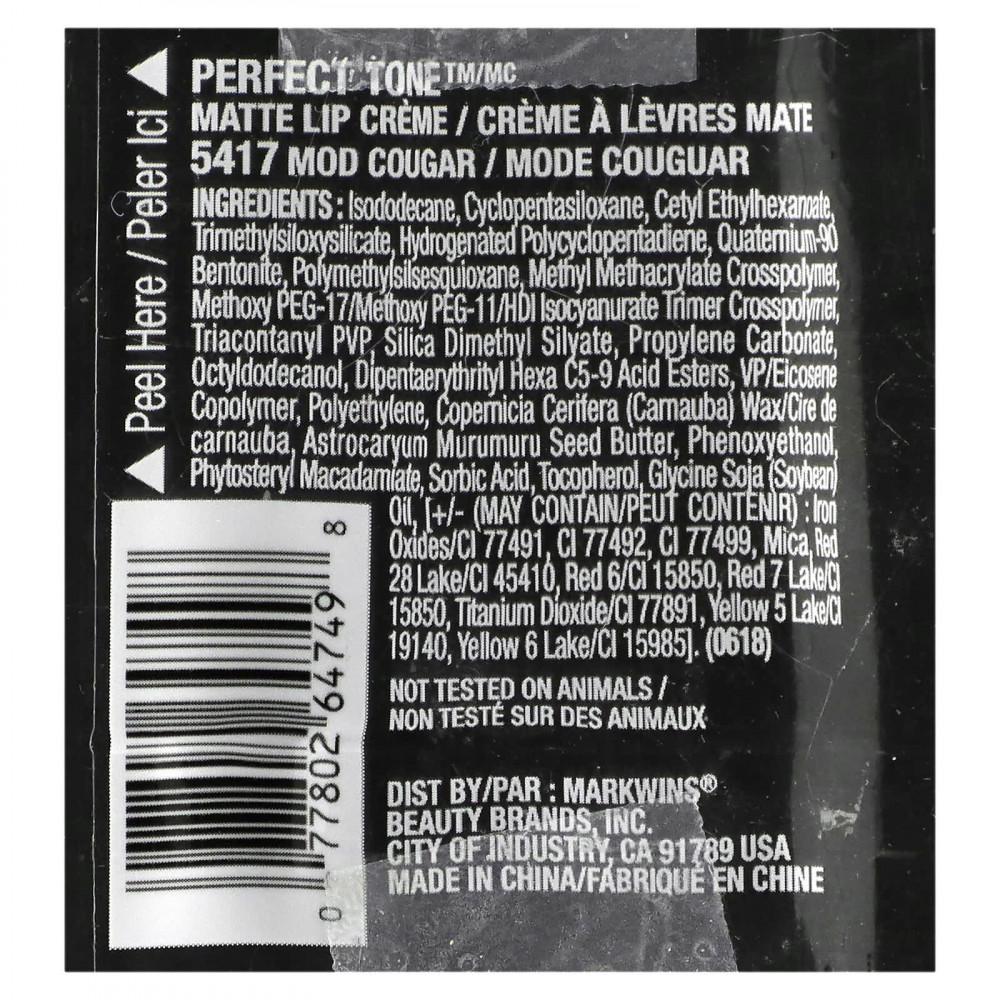 Peel Here / Peler Ici
PERFECT TONE™/MC
MATTE LIP CRÈME / CRÈME À LÈVRES MATE
5417 MOD COUGAR / MODE COUGUAR
INGREDIENTS : Isododecane, Cyclopentasiloxane, Cetyl Ethylhexanoate,
Trimethylsiloxysilicate, Hydrogenated Polycyclopentadiene, Quaternium-90
Bentonite, Polymethylsilsesquioxane, Methyl Methacrylate Crosspolymer,
Methoxy PEG-17/Methoxy PEG-11/HDI Isocyanurate Trimer Crosspolymer,
Triacontanyl PVP, Silica Dimethyl Silyate, Propylene Carbonate,
Octyldodecanol, Dipentaerythrityl Hexa C5-9 Acid Esters, VP/Eicosene
Copolymer, Polyethylene, Copernicia Cerifera (Carnauba) Wax/Cire de
carnauba, Astrocaryum Murumuru Seed Butter, Phenoxyethanol,
Phytosteryl Macadamiate, Sorbic Acid, Tocopherol, Glycine Soja (Soybean)
Oil, [+/- (MAY CONTAIN/PEUT CONTENIR) : Iron
Oxides/CI 77491, CI 77492, CI 77499, Mica, Red
28 Lake/CI 45410, Red 6/CI 15850, Red 7 Lake/CI
15850, Titanium Dioxide/CI 77891, Yellow 5 Lake/CI
19140, Yellow 6 Lake/CI 15985]. (0618)
NOT TESTED ON ANIMALS /
NON TESTÉ SUR DES ANIMAUX
DIST BY/PAR : MARKWINS®
BEAUTY BRANDS, INC.
CITY OF INDUSTRY, CA 91789 USA
MADE IN CHINA/FABRIQUÉ EN CHINE
0 77802 64749 8